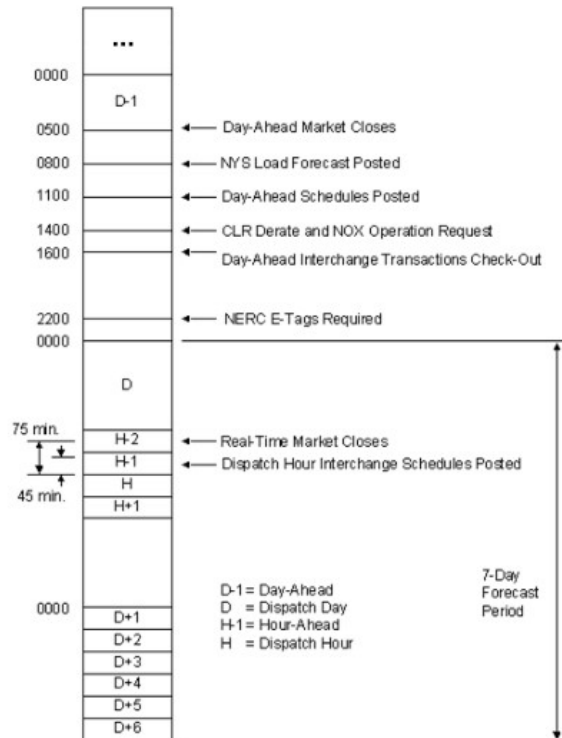 ...
0000
D-1
0500
Day-Ahead Market Closes
0800
NYS Load Forecast Posted
1100
Day-Ahead Schedules Posted
1400
CLR Derate and NOX Operation Request
1600
Day-Ahead Interchange Transactions Check-Out
2200
NERC E-Tags Required
0000
D
75 min.
H-2
Real-Time Market Closes
H-1
Dispatch Hour Interchange Schedules Posted
45 min.
H
H+1
7-Day
Forecast
Period
D-1 = Day-Ahead
D = Dispatch Day
H-1 = Hour-Ahead
H = Dispatch Hour
0000
D+1
D+2
D+3
D+4
D+5
D+6